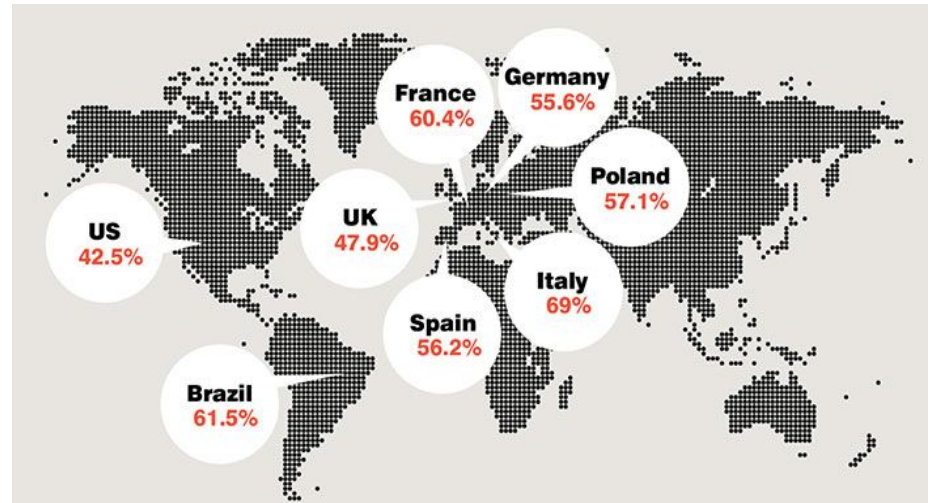 Germany
55.6%
France
60.4%
Poland
57.1%
US
42.5%
UK
47.9%
Italy
69%
Spain
56.2%
Brazil
61.5%